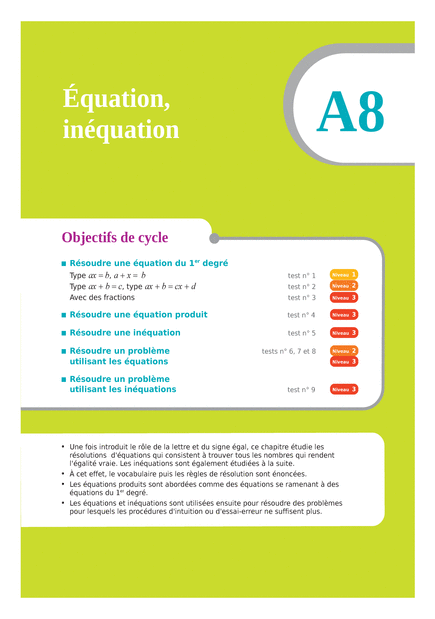 Équation,
inéquation
A8
Objectifs de cycle
Résoudre une équation du 1er degré
Type ax = b, a + x = b test n° 1 Niveau 1
Type ax + b = c, type ax + b = cx + d test n° 2 Niveau 2
Avec des fractions test n° 3 Niveau 3
Résoudre une équation produit test n° 4 Niveau 3
Résoudre une inéquation test n° 5 Niveau 3
Résoudre un problème tests n° 6, 7 et 8 Niveau 2
utilisant les équations Niveau 3
Résoudre un problème
utilisant les inéquations test n° 9 Niveau 3
• Une fois introduit le rôle de la lettre et du signe égal, ce chapitre étudie les
résolutions d'équations qui consistent à trouver tous les nombres qui rendent
l'égalité vraie. Les inéquations sont également étudiées à la suite.
• À cet effet, le vocabulaire puis les règles de résolution sont énoncées.
• Les équations produits sont abordées comme des équations se ramenant à des
équations du 1er degré.
• Les équations et inéquations sont utilisées ensuite pour résoudre des problèmes
pour lesquels les procédures d'intuition ou d'essai-erreur ne suffisent plus.